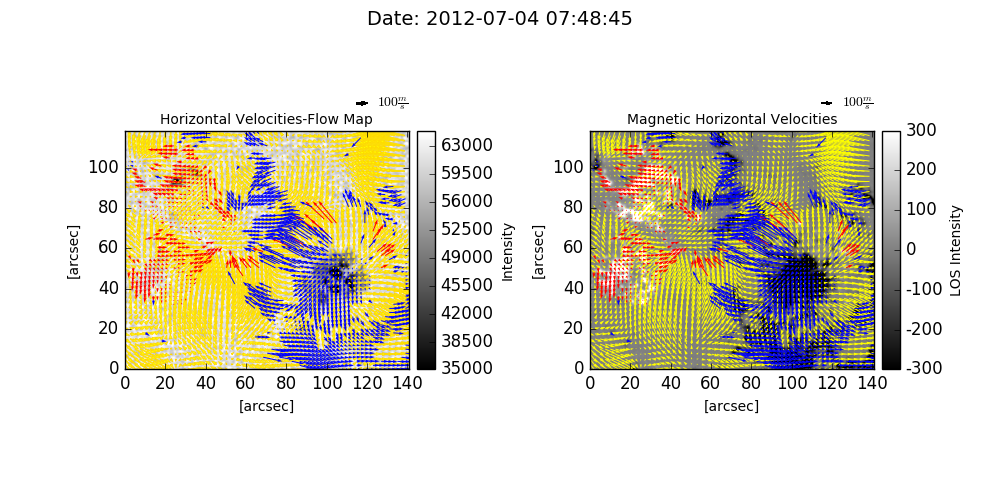 Date: 2012-07-04 07:48:45
100 m/s
100 m/s
Horizontal Velocities-Flow Map
Magnetic Horizontal Velocities
100
80
60
40
20
0
0 20 40 60 80 100 120 140
[arcsec]
[arcsec]
63000
59500
56000
52500
49000
45500
42000
38500
35000
Intensity
100
80
60
40
20
0
0 20 40 60 80 100 120 140
[arcsec]
[arcsec]
300
200
100
0
-100
-200
-300
LOS Intensity